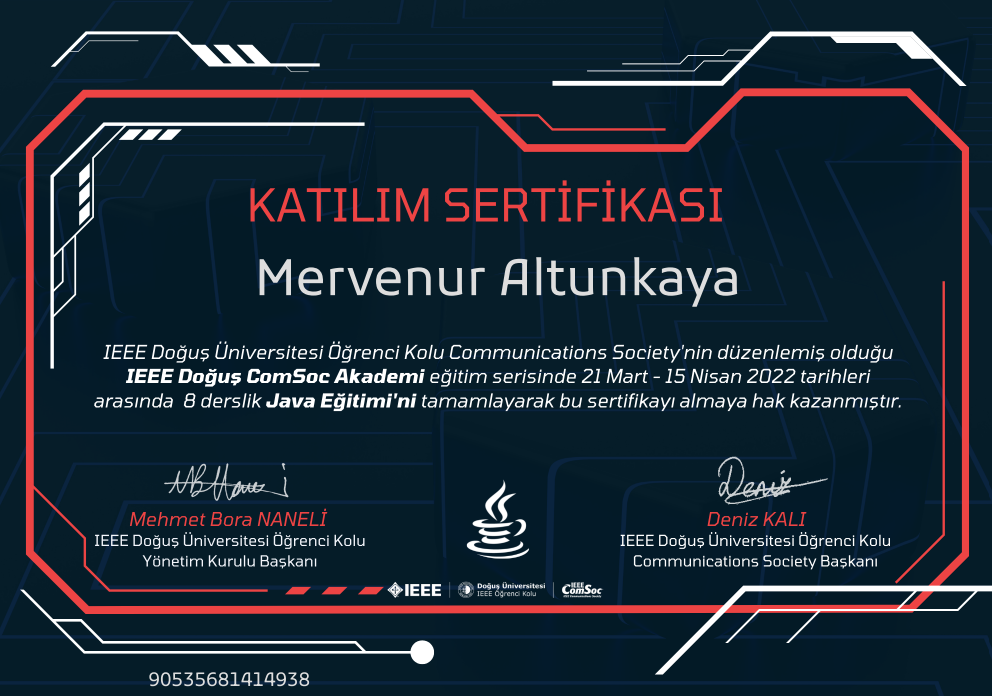 KATILIM SERTİFİKASI
Mervenur Altunkaya
IEEE Doğuş Üniversitesi Öğrenci Kolu Communications Society'nin düzenlemiş olduğu
IEEE Doğuş ComSoc Akademi eğitim serisinde 21 Mart - 15 Nisan 2022 tarihleri
arasında 8 derslik Java Eğitimi'ni tamamlayarak bu sertifikayı almaya hak kazanmıştır.
Deniz
Mehmet Bora NANELİ
Deniz KALI
IEEE Doğuş Üniversitesi Öğrenci Kolu
IEEE Doğuş Üniversitesi Öğrenci Kolu
Yönetim Kurulu Başkanı
Communications Society Başkanı
IEEE
Doğuş Üniversitesi
IEEE Öğrenci Kolu
IEEE
ComSoc
90535681414938